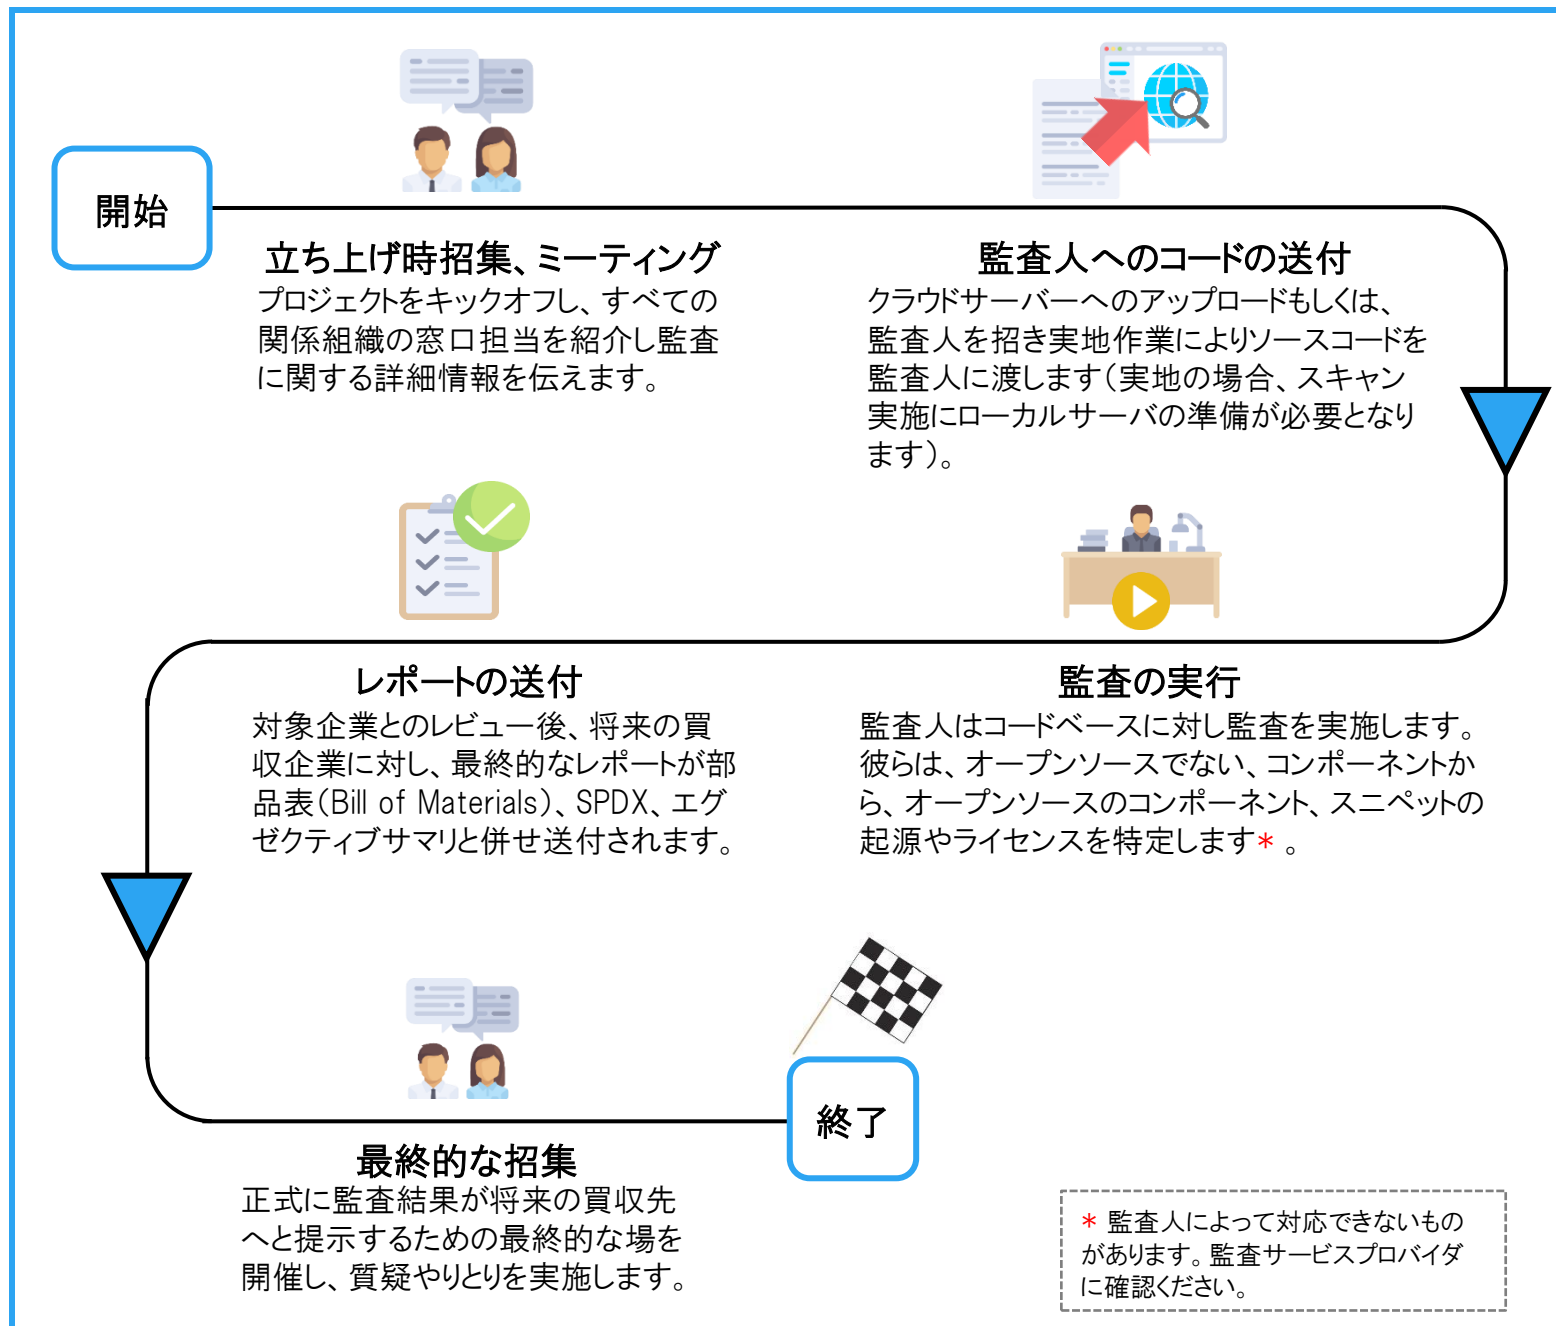 開始
立ち上げ時招集、ミーティング
プロジェクトをキックオフし、すべての
関係組織の窓口担当を紹介し監査
に関する詳細情報を伝えます。
監査人へのコードの送付
クラウドサーバーへのアップロードもしくは、
監査人を招き実地作業によりソースコードを
監査人に渡します(実地の場合、スキャン
実施にローカルサーバの準備が必要となり
ます)。
監査の実行
監査人はコードベースに対し監査を実施します。
彼らは、オープンソースでない、コンポーネントか
ら、オープンソースのコンポーネント、スニペットの
起源やライセンスを特定します* 。
レポートの送付
対象企業とのレビュー後、将来の買
収企業に対し、最終的なレポートが部
品表(Bill of Materials)、SPDX、エグ
ゼクティブサマリと併せ送付されます。
最終的な招集
正式に監査結果が将来の買収先
へと提示するための最終的な場を
開催し、質疑やりとりを実施します。
終了
* 監査人によって対応できないもの
があります。監査サービスプロバイダ
に確認ください。